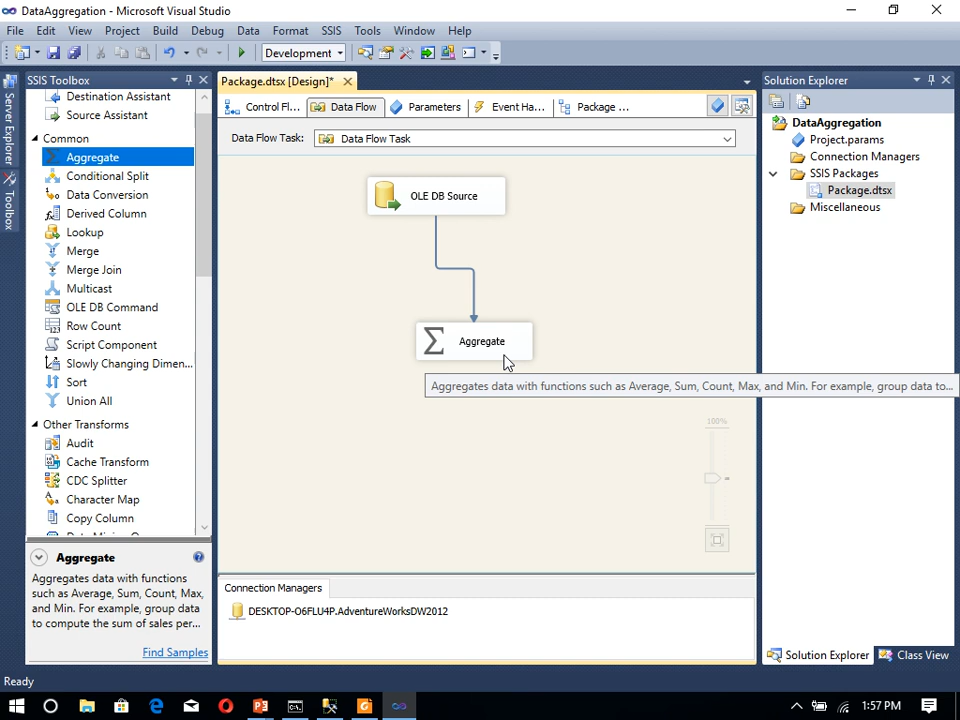 DataAggregation - Microsoft Visual Studio
File Edit View Project Build Debug Data Format SSIS Tools Window Help
Development
SSIS Toolbox
Package.dtsx [Design]*
Solution Explorer
Server Explorer
Toolbox
Destination Assistant
Source Assistant
Common
Aggregate
Conditional Split
Data Conversion
Derived Column
Lookup
Merge
Merge Join
Multicast
OLE DB Command
Row Count
Script Component
Slowly Changing Dimen...
Sort
Union All
Other Transforms
Audit
Cache Transform
CDC Splitter
Character Map
Copy Column
Aggregate
Aggregates data with functions
such as Average, Sum, Count, Max,
and Min. For example, group data
to compute the sum of sales per...
Find Samples
Control Fl... Data Flow Parameters Event Ha... Package ...
Data Flow Task: Data Flow Task
OLE DB Source
Aggregate
Aggregates data with functions such as Average, Sum, Count, Max, and Min. For example, group data to...
100%
Connection Managers
DESKTOP-O6FLU4P.AdventureWorksDW2012
DataAggregation
Project.params
Connection Managers
SSIS Packages
Package.dtsx
Miscellaneous
Solution Explorer Class View
Ready
1:57 PM